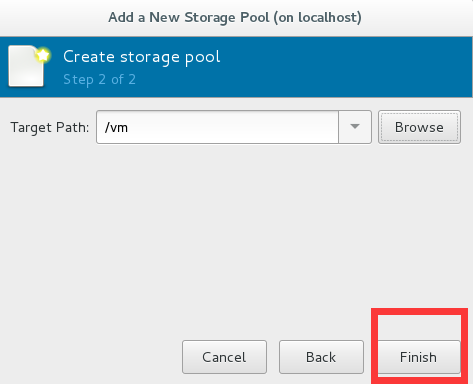 Add a New Storage Pool (on localhost)
Create storage pool
Step 2 of 2
Target Path: /vm Browse
Cancel Back Finish